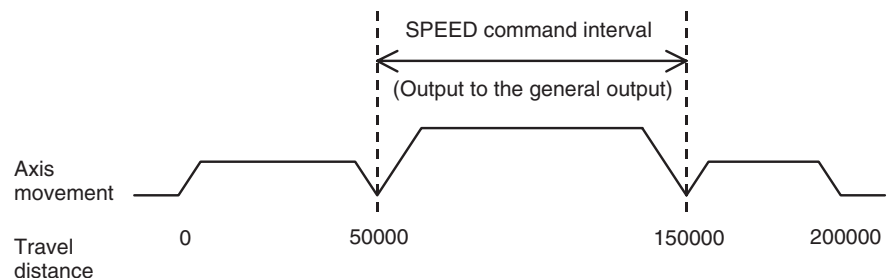 SPEED command interval
(Output to the general output)
Axis
movement
Travel
distance
0
50000
150000
200000